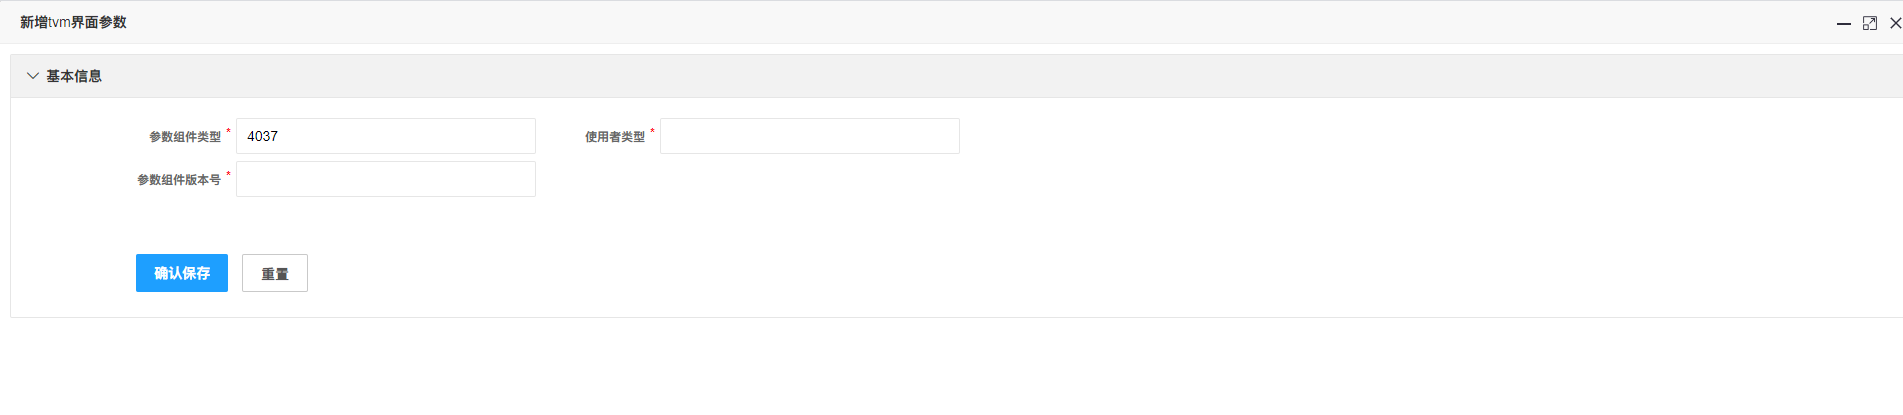 新增tvm界面参数
基本信息
参数组件类型 * 4037 使用者类型 *
参数组件版本号 *
确认保存 重置